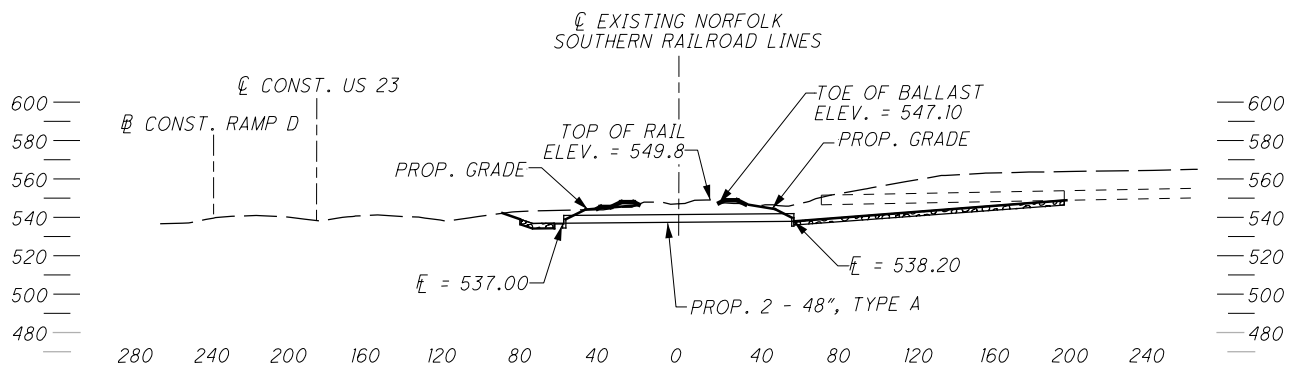 ℄ EXISTING NORFOLK
SOUTHERN RAILROAD LINES
℄ CONST. US 23
TOE OF BALLAST
ELEV. = 547.10
600
600
B̵L CONST. RAMP D
TOP OF RAIL
ELEV. = 549.8
PROP. GRADE
580
580
PROP. GRADE
560
560
540
540
520
520
F̵L = 537.00
F̵L = 538.20
500
500
PROP. 2 - 48", TYPE A
480
480
280 240 200 160 120 80 40 0 40 80 120 160 200 240